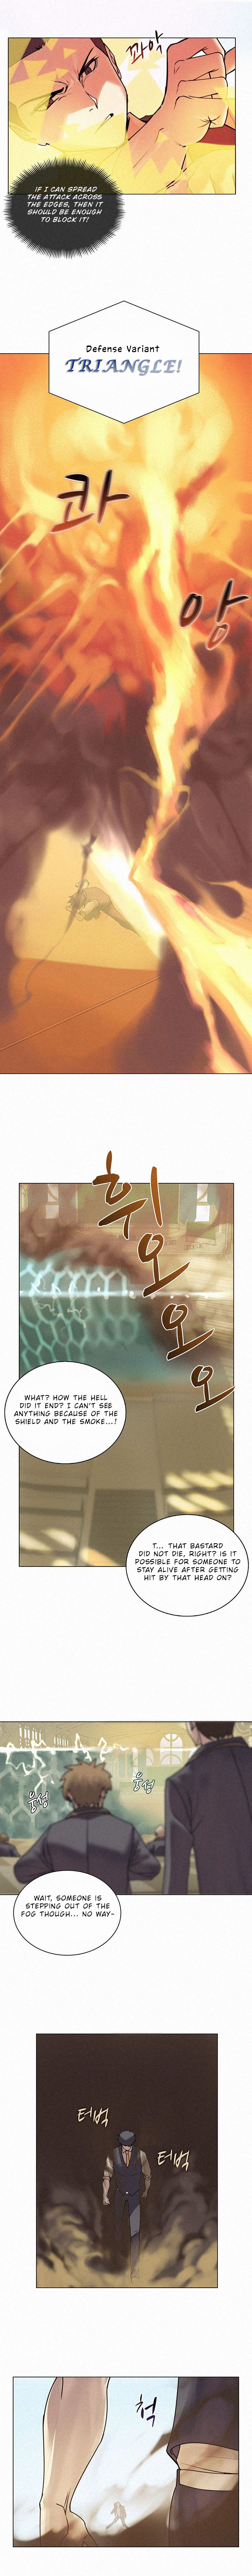 꽈악
IF I CAN SPREAD
THE ATTACK ACROSS
THE EDGES, THEN IT
SHOULD BE ENOUGH
TO BLOCK IT!
Defense Variant
TRIANGLE!
콰
앙
휘
오
오
오
WHAT? HOW THE HELL
DID IT END? I CAN'T SEE
ANYTHING BECAUSE OF THE
SHIELD AND THE SMOKE...!
T... THAT BASTARD
DID NOT DIE, RIGHT? IS IT
POSSIBLE FOR SOMEONE TO
STAY ALIVE AFTER GETTING
HIT BY THAT HEAD ON?
웅성
웅성
WAIT, SOMEONE IS
STEPPING OUT OF THE
FOG THOUGH... NO WAY-
터벅
터벅
척